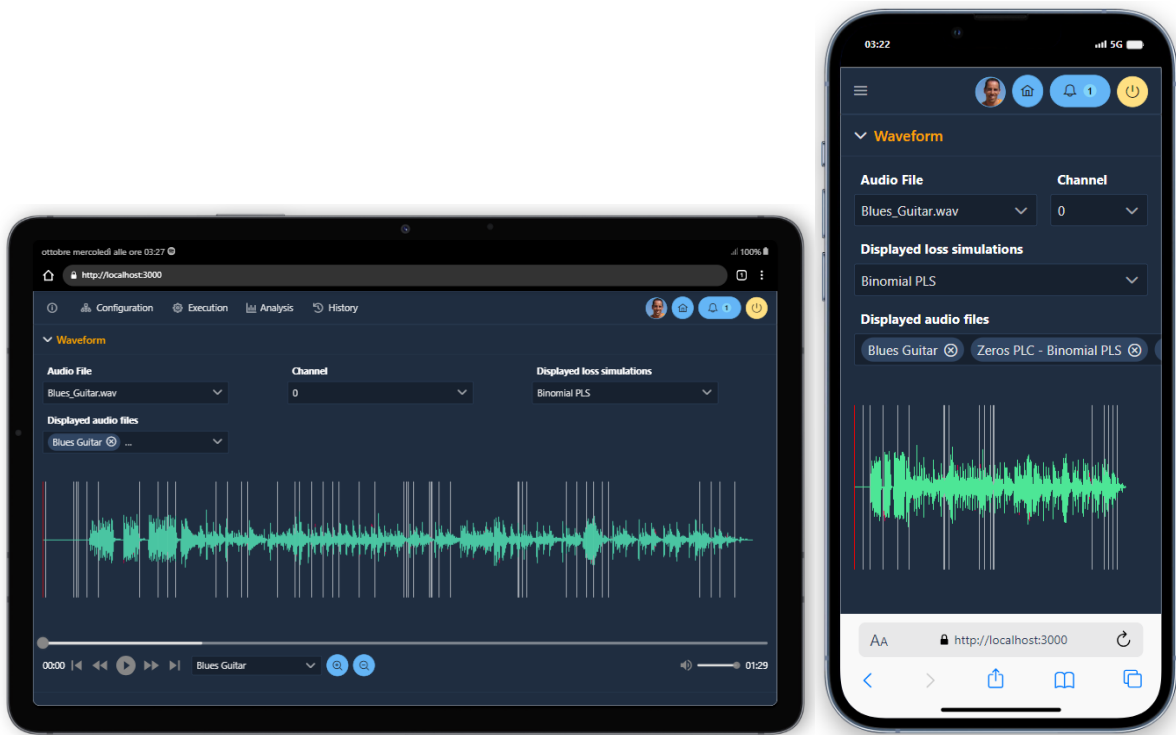 ottobre mercoledì alle ore 03:27
100%
http://localhost:3000
1
Configuration
Execution
Analysis
History
1
Waveform
Audio File
Channel
Displayed loss simulations
Blues_Guitar.wav
0
Binomial PLS
Displayed audio files
Blues Guitar ...
00:00
Blues Guitar
01:29
03:22
5G
1
Waveform
Audio File
Channel
Blues_Guitar.wav
0
Displayed loss simulations
Binomial PLS
Displayed audio files
Blues Guitar
Zeros PLC - Binomial PLS
AA
http://localhost:3000